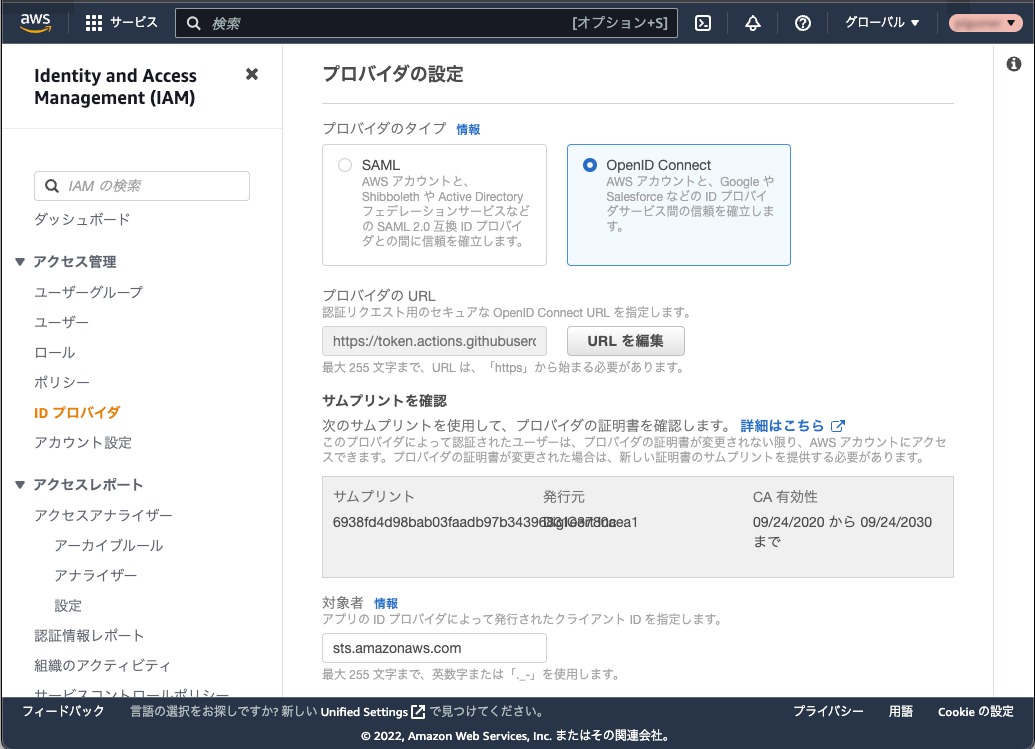 aws
サービス
検索
[オプション+S]
グローバル
Identity and Access
Management (IAM)
IAM の検索
ダッシュボード
アクセス管理
ユーザーグループ
ユーザー
ロール
ポリシー
ID プロバイダ
アカウント設定
アクセスレポート
アクセスアナライザー
アーカイブルール
アナライザー
設定
認証情報レポート
組織のアクティビティ
サービスコントロールポリシー
プロバイダの設定
プロバイダのタイプ 情報
SAML
AWS アカウントと、
Shibboleth や Active Directory
フェデレーションサービスなど
の SAML 2.0 互換 ID プロバイ
ダとの間に信頼を確立します。
OpenID Connect
AWS アカウントと、Google や
Salesforce などの ID プロバイ
ダサービス間の信頼を確立しま
す。
プロバイダの URL
認証リクエスト用のセキュアな OpenID Connect URL を指定します。
https://token.actions.githubuserc
URL を編集
最大 255 文字まで、URL は、「https」から始まる必要があります。
サムプリントを確認
次のサムプリントを使用して、プロバイダの証明書を確認します。 詳細はこちら
このプロバイダによって認証されたユーザーは、プロバイダの証明書が変更されない限り、AWS アカウントにアクセ
スできます。プロバイダの証明書が変更された場合は、新しい証明書のサムプリントを提供する必要があります。
サムプリント 発行元 CA 有効性
09/24/2020 から 09/24/2030
まで
対象者 情報
アプリの ID プロバイダによって発行されたクライアント ID を指定します。
sts.amazonaws.com
最大 255 文字まで、英数字または「._-」を使用します。
フィードバック
言語の選択をお探しですか? 新しい Unified Settings で見つけてください。
プライバシー
用語
Cookie の設定
© 2022, Amazon Web Services, Inc. またはその関連会社。